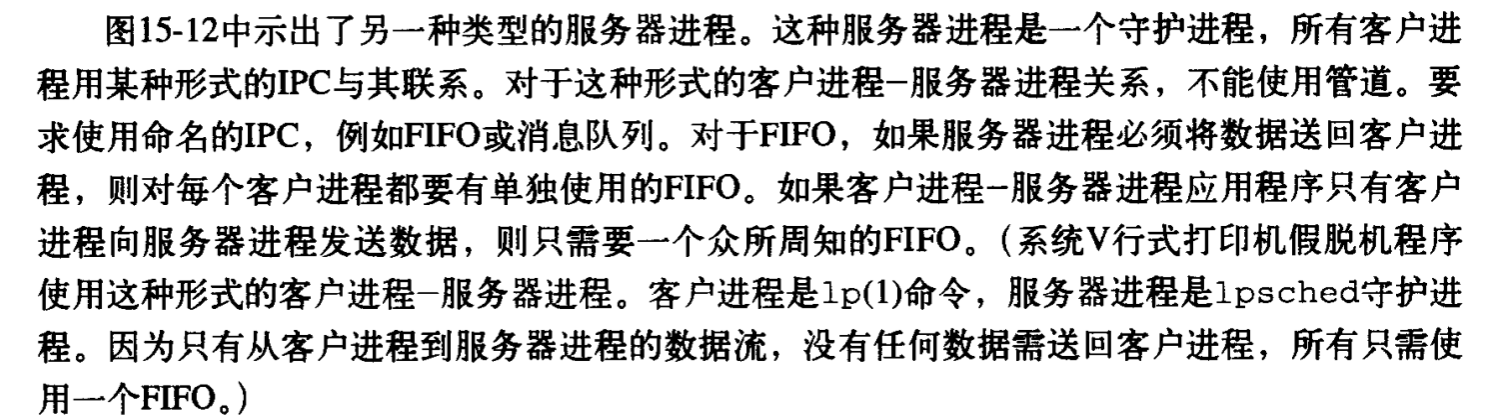 图15-12中示出了另一种类型的服务器进程。这种服务器进程是一个守护进程，所有客户进
程用某种形式的IPC与其联系。对于这种形式的客户进程–服务器进程关系，不能使用管道。要
求使用命名的IPC，例如FIFO或消息队列。对于FIFO，如果服务器进程必须将数据送回客户进
程，则对每个客户进程都要有单独使用的FIFO。如果客户进程–服务器进程应用程序只有客户
进程向服务器进程发送数据，则只需要一个众所周知的FIFO。（系统V行式打印机假脱机程序
使用这种形式的客户进程–服务器进程。客户进程是lp(1)命令，服务器进程是lpsched守护进
程。因为只有从客户进程到服务器进程的数据流，没有任何数据需送回客户进程，所有只需使
用一个FIFO。）